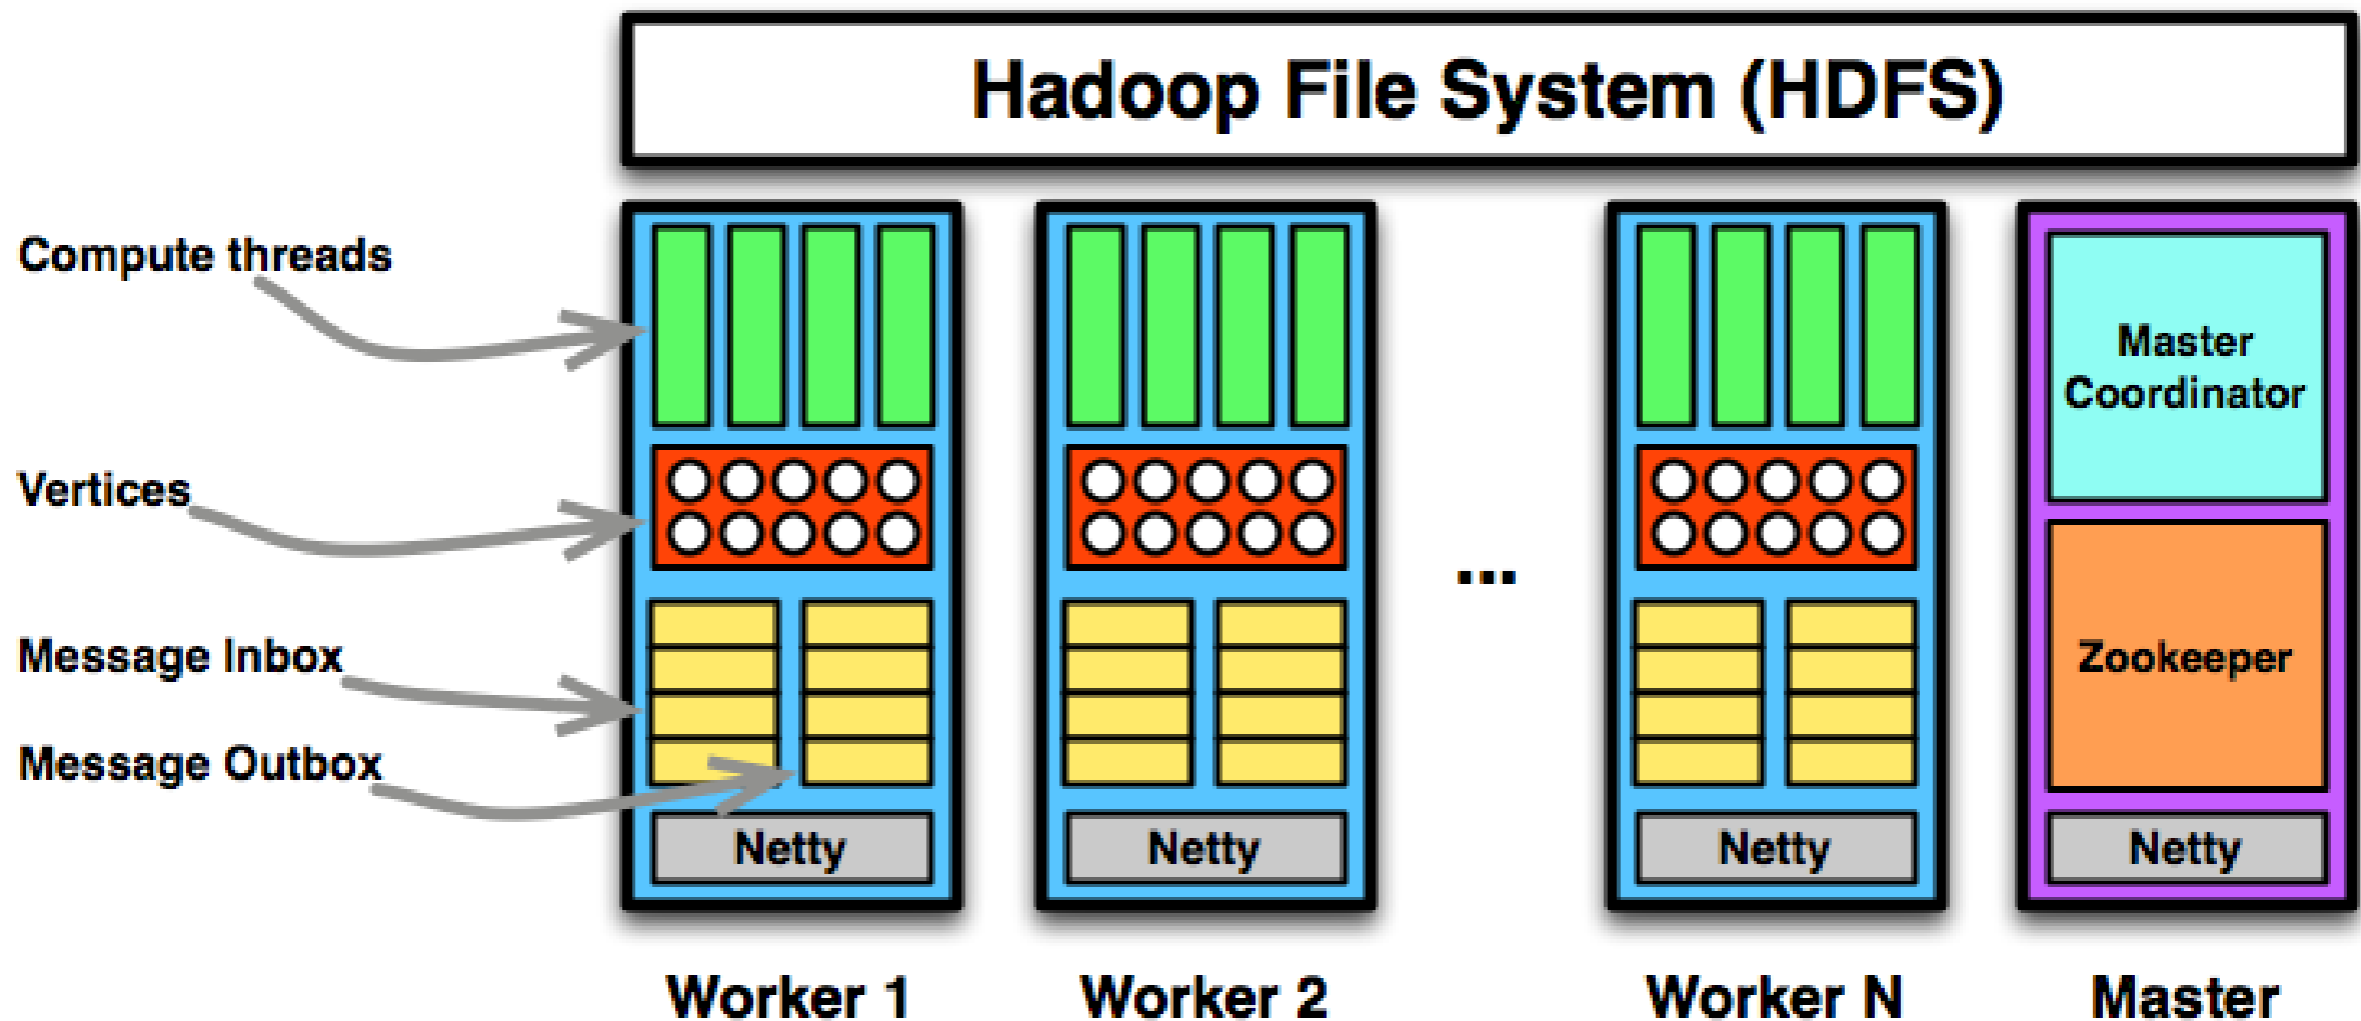 Hadoop File System (HDFS)
Compute threads
Vertices
Message Inbox
Message Outbox
Master
Coordinator
Zookeeper
...
Netty
Netty
Netty
Netty
Worker 1
Worker 2
Worker N
Master